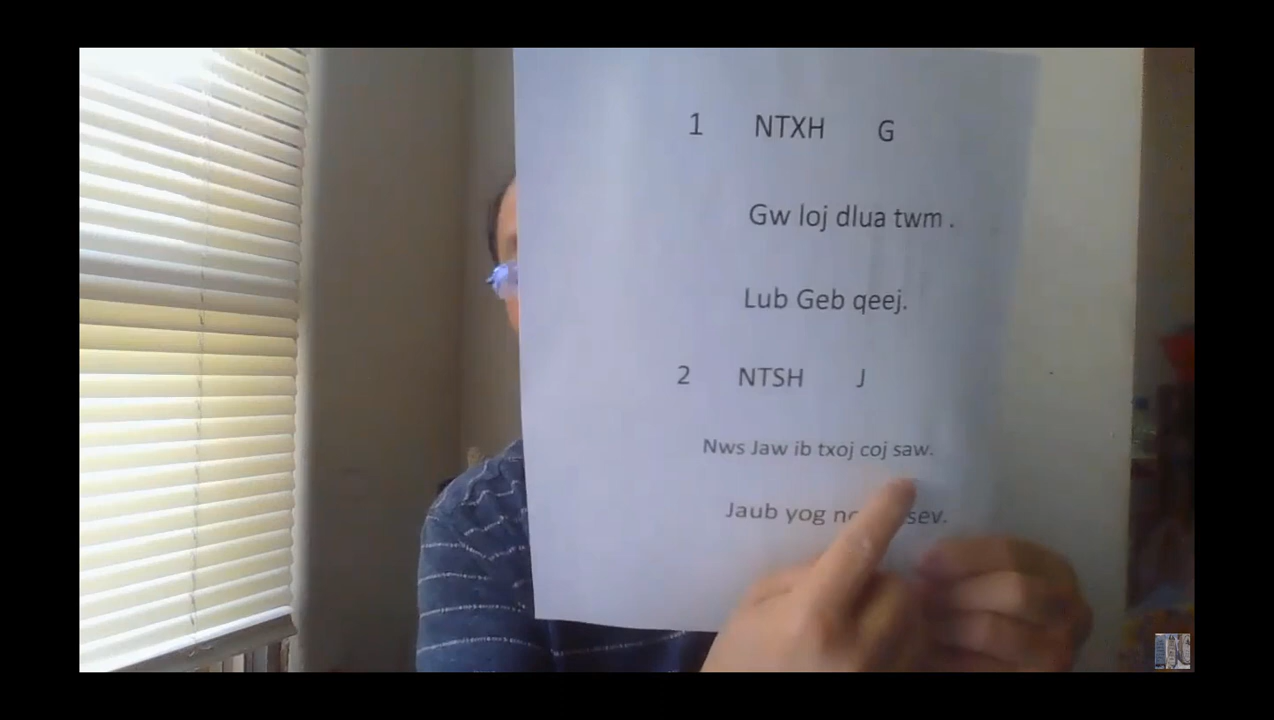 1 NTXH G
Gw loj dlua twm .
Lub Geb qeej.
2 NTSH J
Nws Jaw ib txoj coj saw.
Jaub yog sev.